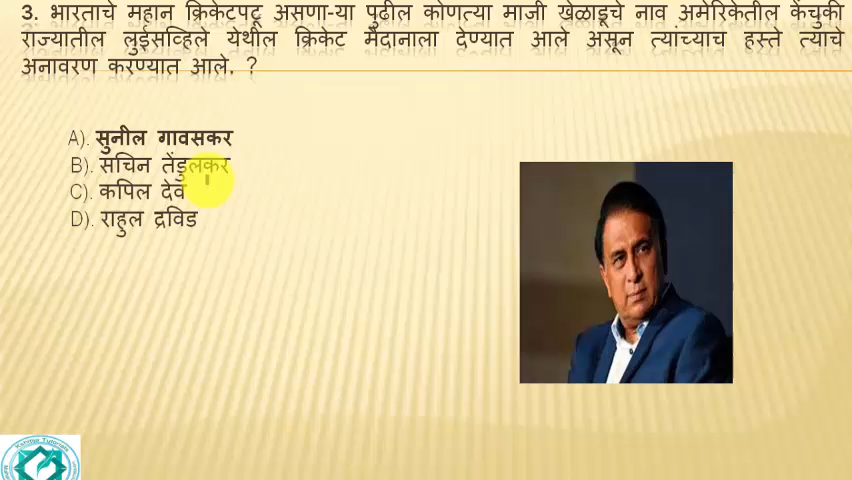 3. भारताचे महान क्रिकेटपटू असणा-या पुढील कोणत्या माजी खेळाडूचे नाव अमेरिकेतील केंचुकी
राज्यातील लुईसव्हिले येथील क्रिकेट मैदानाला देण्यात आले असून त्यांच्याच हस्ते त्याचे
अनावरण करण्यात आले. ?
A). सुनील गावसकर
B). सचिन तेंडुलकर
C). कपिल देव
D). राहुल द्रविड